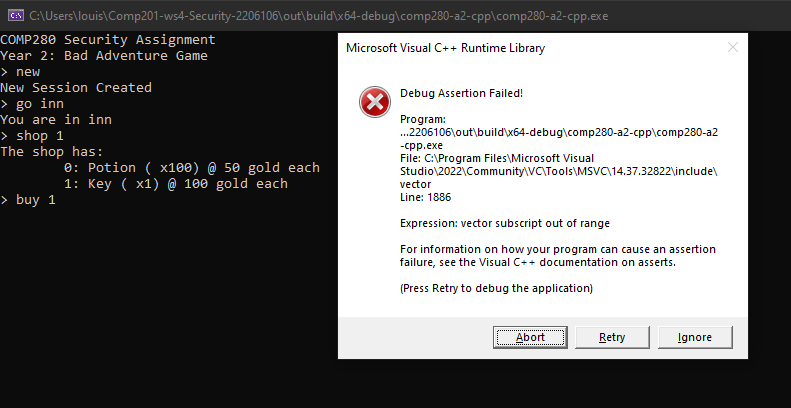 C:\Users\louis\Comp201-ws4-Security-2206106\out\build\x64-debug\comp280-a2-cpp\comp280-a2-cpp.exe
COMP280 Security Assignment
Year 2: Bad Adventure Game
> new
New Session Created
> go inn
You are in inn
> shop 1
The shop has:
0: Potion ( x100) @ 50 gold each
1: Key ( x1) @ 100 gold each
> buy 1
Microsoft Visual C++ Runtime Library
Debug Assertion Failed!
Program:
...2206106\out\build\x64-debug\comp280-a2-cpp\comp280-a2
-cpp.exe
File: C:\Program Files\Microsoft Visual
Studio\2022\Community\VC\Tools\MSVC\14.37.32822\include\
vector
Line: 1886
Expression: vector subscript out of range
For information on how your program can cause an assertion
failure, see the Visual C++ documentation on asserts.
(Press Retry to debug the application)
Abort
Retry
Ignore